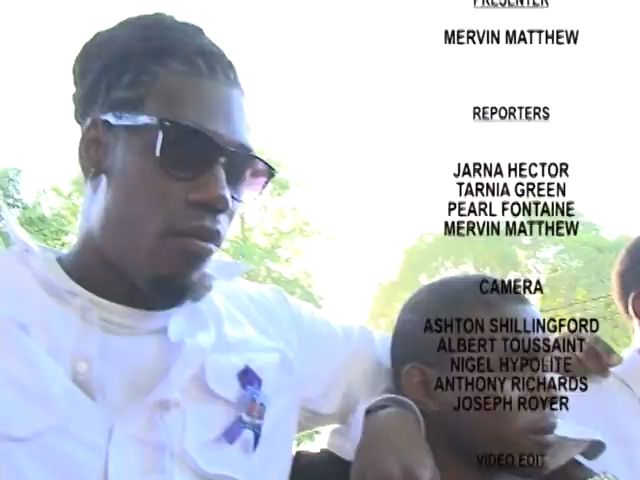 PRESENTER
MERVIN MATTHEW
REPORTERS
JARNA HECTOR
TARNIA GREEN
PEARL FONTAINE
MERVIN MATTHEW
CAMERA
ASHTON SHILLINGFORD
ALBERT TOUSSAINT
NIGEL HYPOLITE
ANTHONY RICHARDS
JOSEPH ROYER
VIDEO EDIT